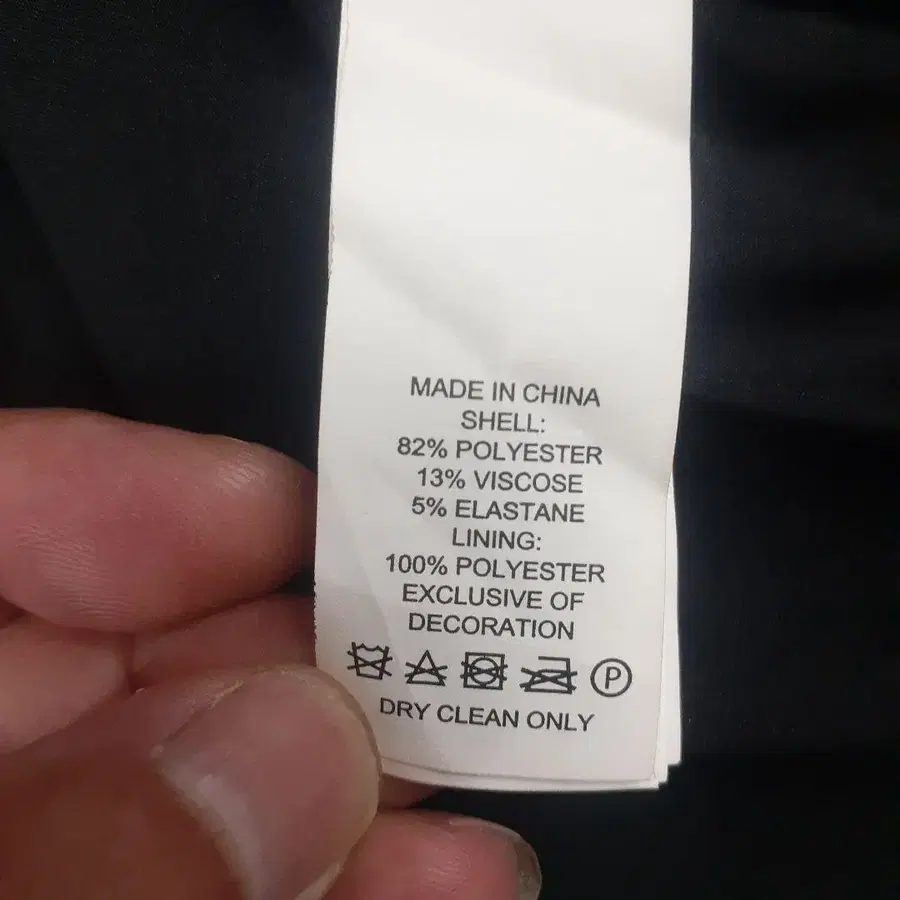 MADE IN CHINA
SHELL:
82% POLYESTER
13% VISCOSE
5% ELASTANE
LINING:
100% POLYESTER
EXCLUSIVE OF
DECORATION
P
DRY CLEAN ONLY